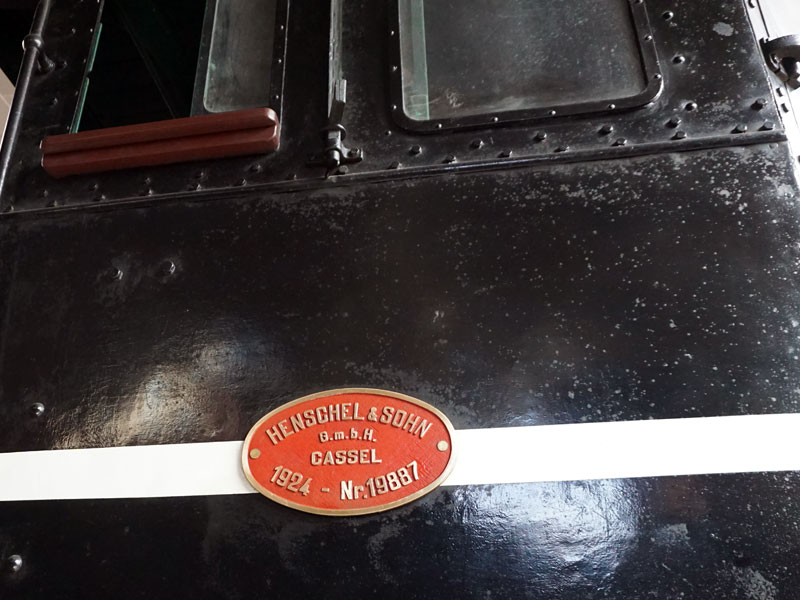 HENSCHEL & SOHN
G.m.b.H.
CASSEL
1924 - Nr.19887